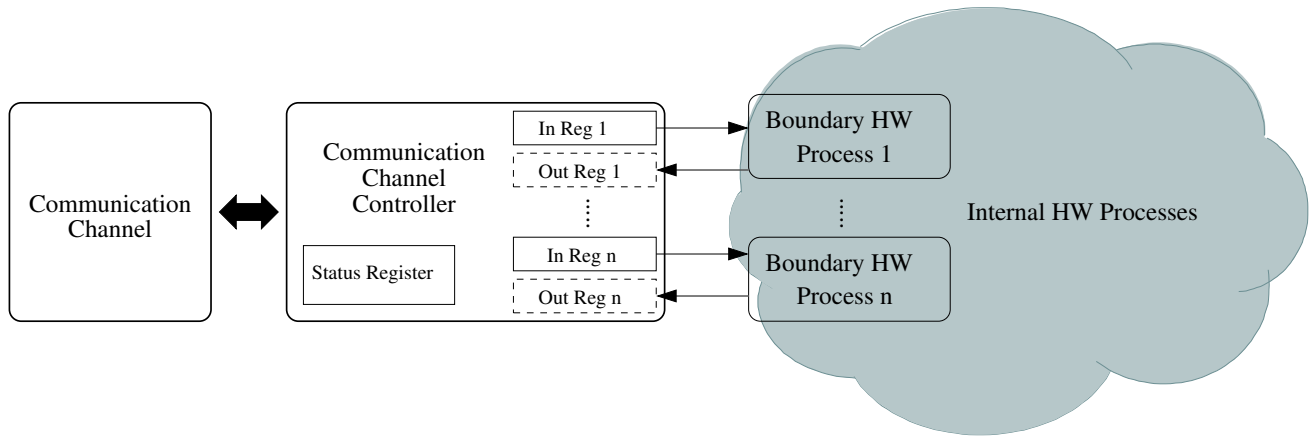 Communication
Channel
Communication
Channel
Controller
Status Register
In Reg 1
Out Reg 1
In Reg n
Out Reg n
Boundary HW
Process 1
Boundary HW
Process n
Internal HW Processes